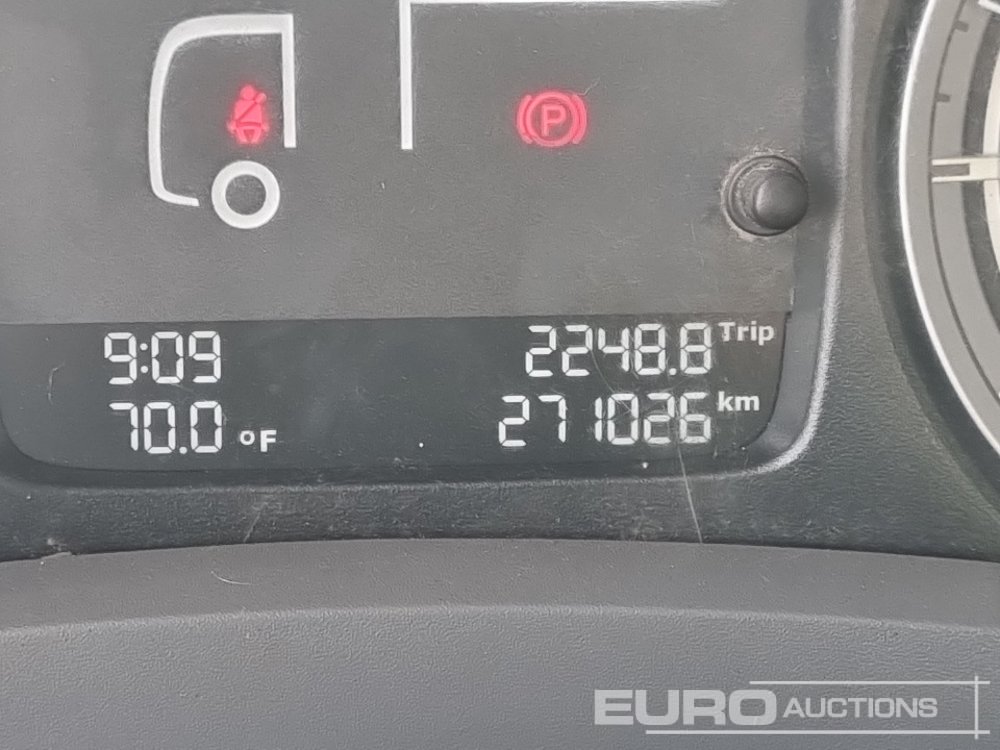 P
9:09 2248.8 Trip
70.0 °F 271026 km
EURO AUCTIONS